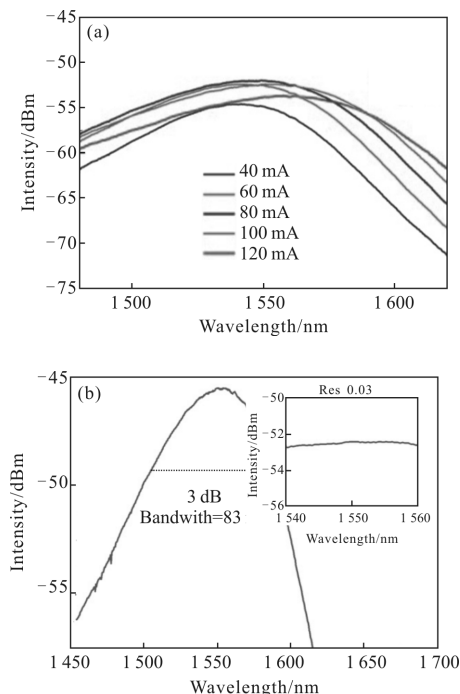 (a)
−45
−50
−55
−60
−65
−70
−75
Intensity/dBm
40 mA
60 mA
80 mA
100 mA
120 mA
1 500
1 550
1 600
Wavelength/nm
(b)
−45
−50
−55
Intensity/dBm
3 dB
Bandwith=83
Res 0.03
−50
−52
−54
−56
Intensity/dBm
1 540
1 550
1 560
Wavelength/nm
1 450
1 500
1 550
1 600
1 650
1 700
Wavelength/nm